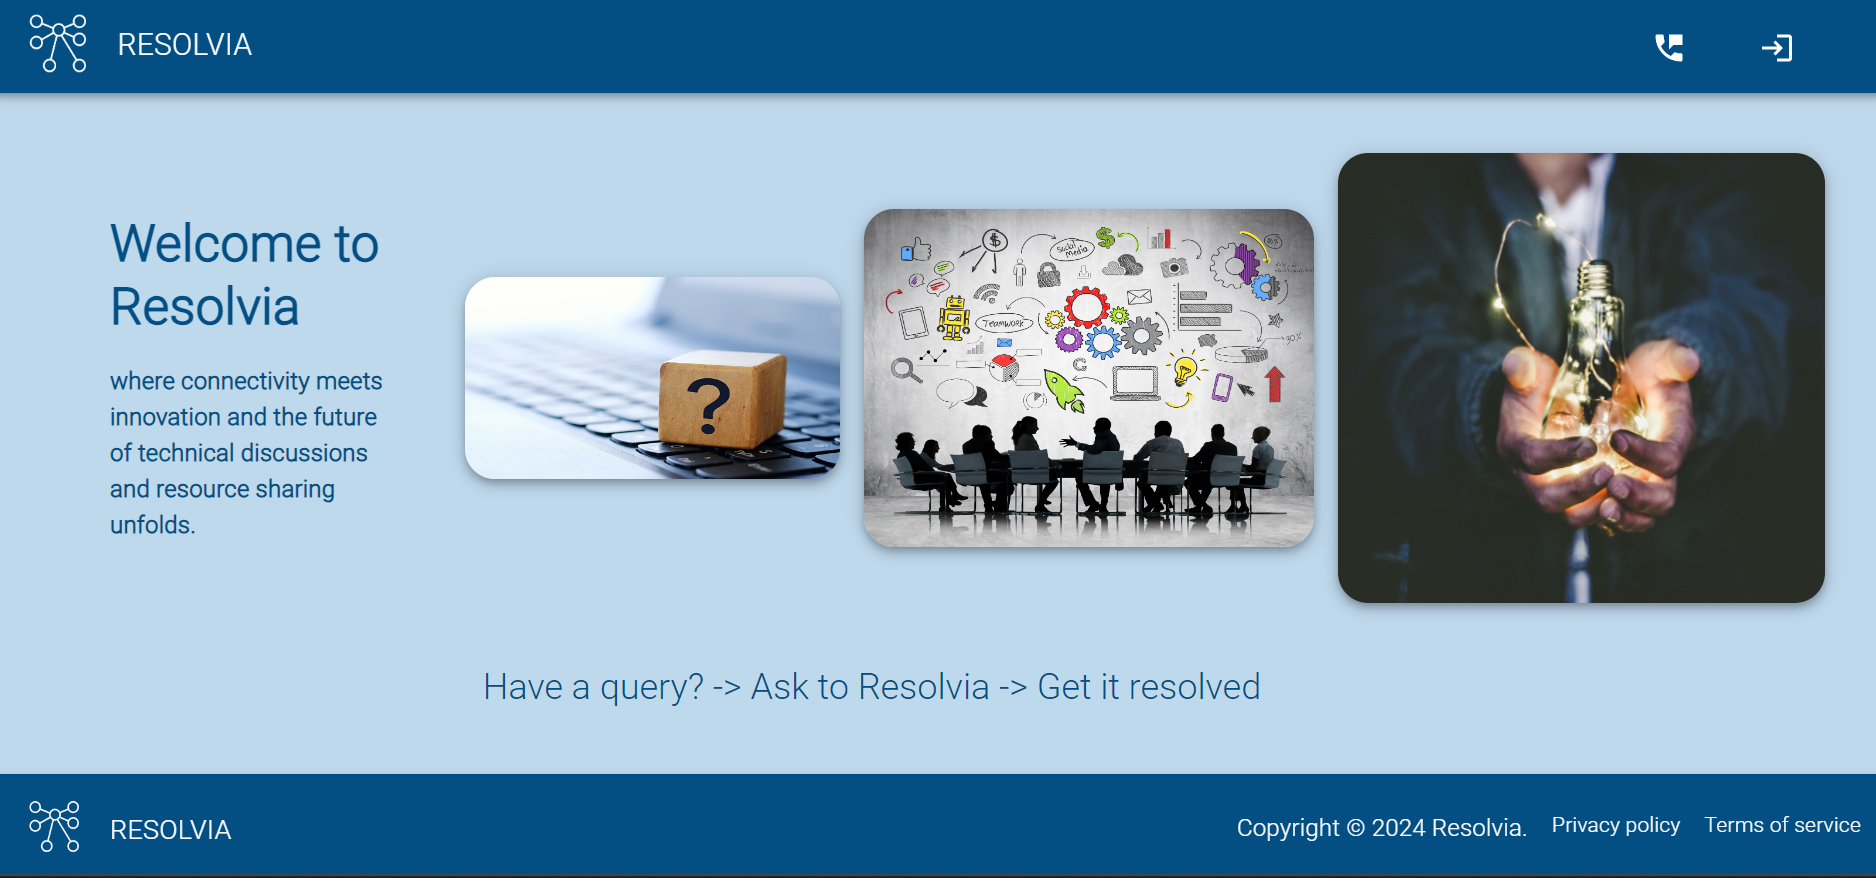 RESOLVIA
Welcome to
Resolvia
where connectivity meets
innovation and the future
of technical discussions
and resource sharing
unfolds.
?
$
Social
media
$
Teamwork
G
30%
Have a query? -> Ask to Resolvia -> Get it resolved
RESOLVIA
Copyright © 2024 Resolvia.
Privacy policy
Terms of service